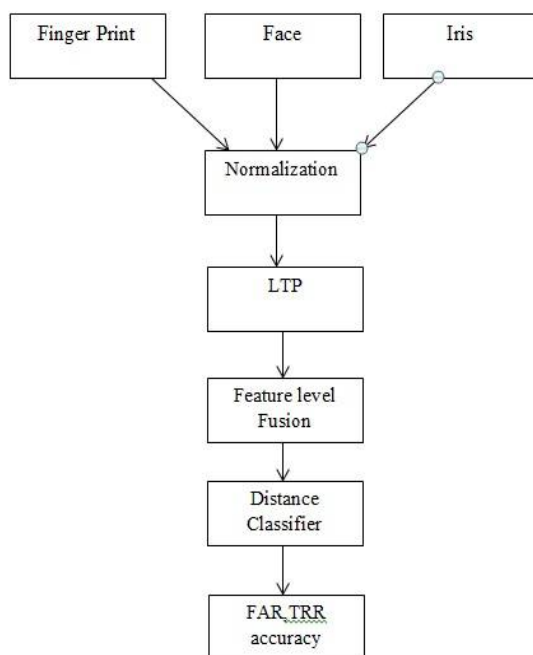 Finger Print
Face
Iris
Normalization
LTP
Feature level
Fusion
Distance
Classifier
FAR,TRR
accuracy